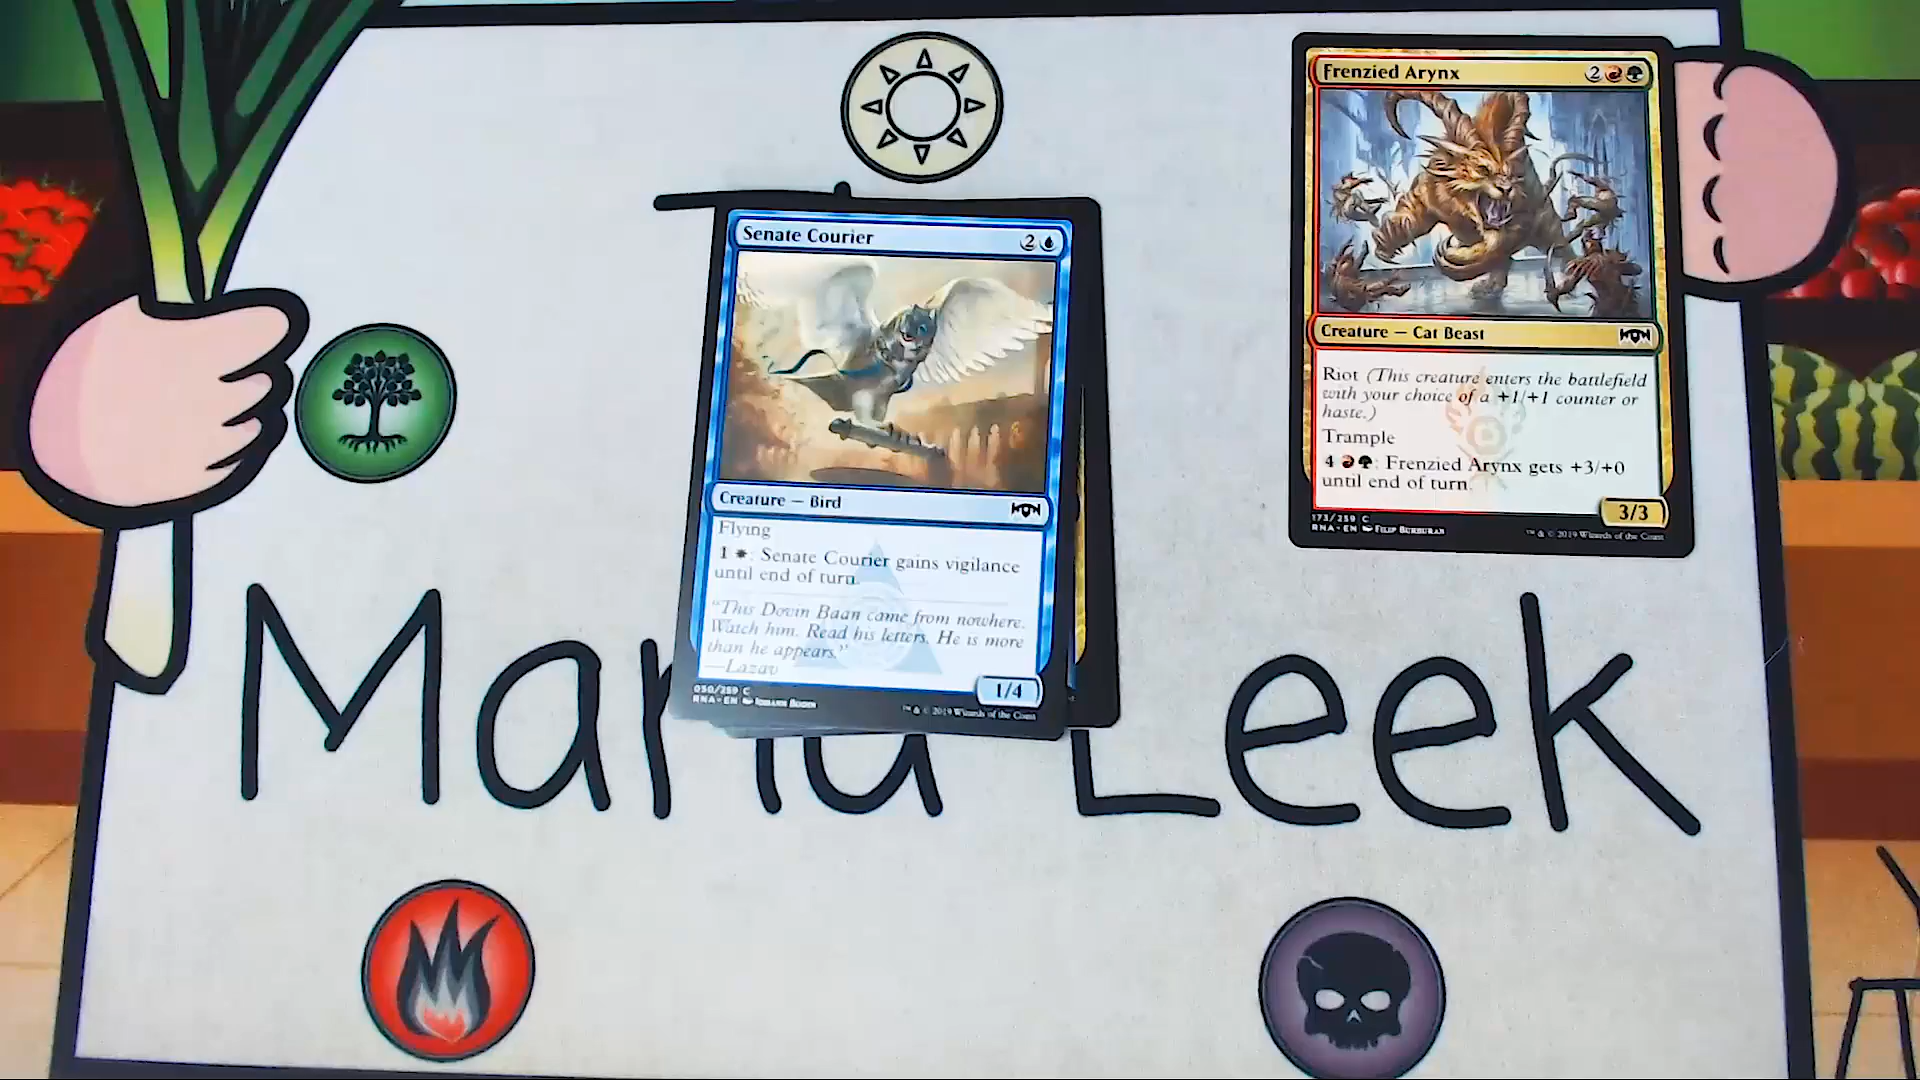 Senate Courier 2
Creature — Bird
Flying
1 : Senate Courier gains vigilance
until end of turn.
"This Dovin Baan came from nowhere.
Watch him. Read his letters. He is more
than he appears."
—Lazav
1/4
050/259 C
RNA • EN
™ & © 2019 Wizards of the Coast
Frenzied Arynx 2
Creature — Cat Beast
Riot (This creature enters the battlefield
with your choice of a +1/+1 counter or
haste.)
Trample
4 : Frenzied Arynx gets +3/+0
until end of turn.
3/3
173/259 C
RNA • EN Filip Burburan
™ & © 2019 Wizards of the Coast
Mana Leek